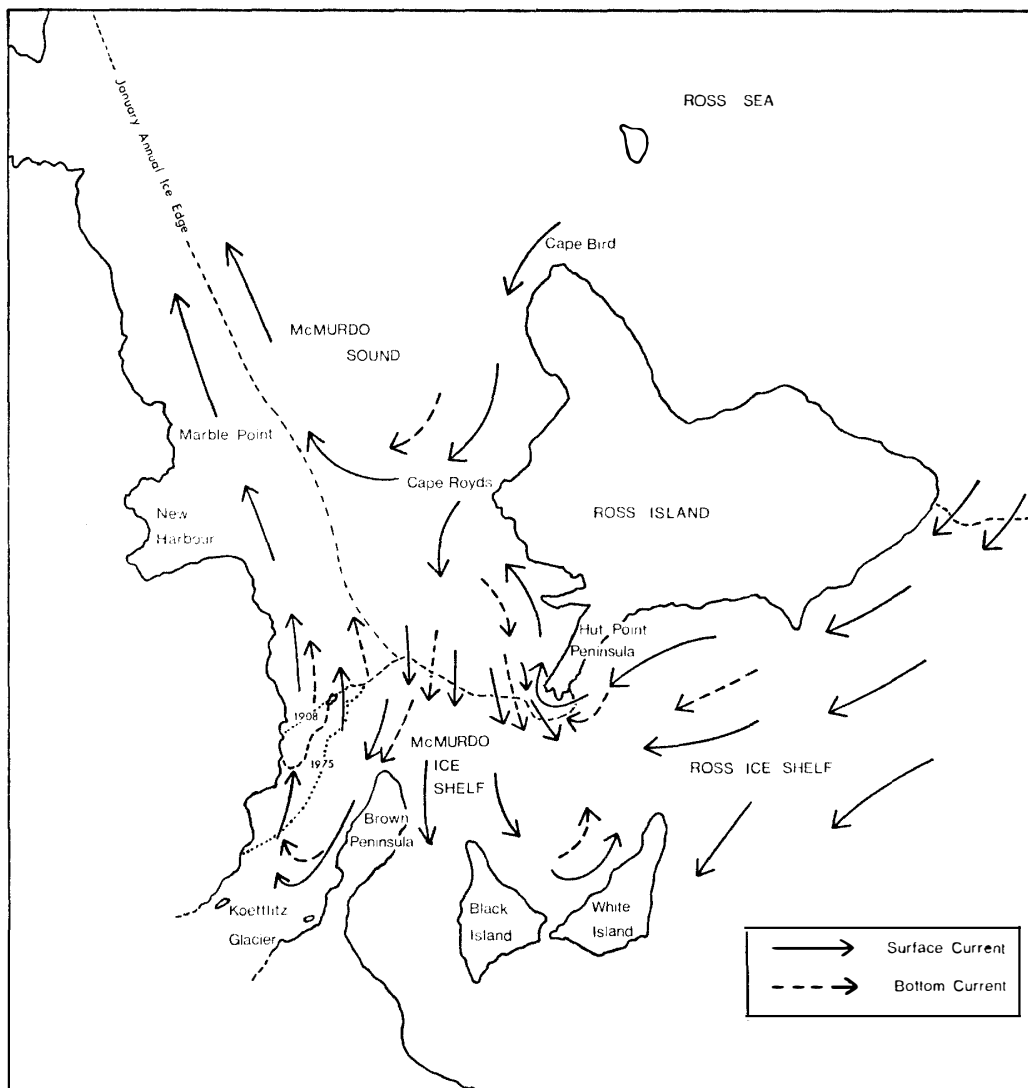 ROSS SEA
January Annual Ice Edge
Cape Bird
McMURDO
SOUND
Marble Point
Cape Royds
New
Harbour
ROSS ISLAND
Hut Point
Peninsula
1908
1975
McMURDO
ICE
SHELF
ROSS ICE SHELF
Brown
Peninsula
Koettlitz
Glacier
Black
Island
White
Island
Surface Current
Bottom Current